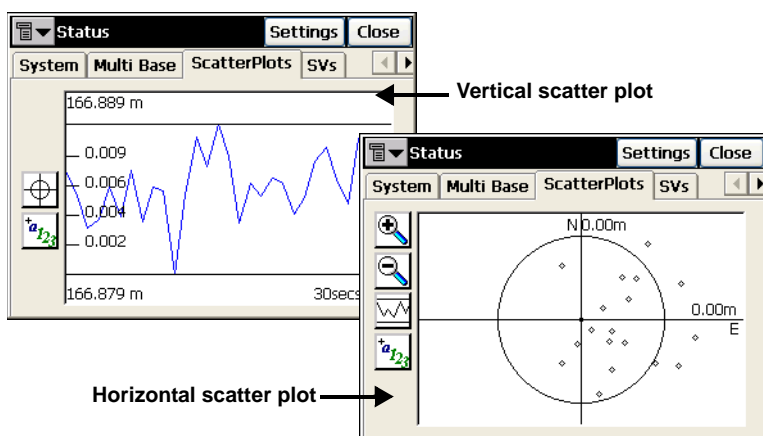 Status Settings Close
System Multi Base ScatterPlots SVs
166.889 m
0.009
0.006
0.004
0.002
166.879 m 30secs
+a123
Vertical scatter plot
Status Settings Close
System Multi Base ScatterPlots SVs
N 0.00m
0.00m
E
+a123
Horizontal scatter plot